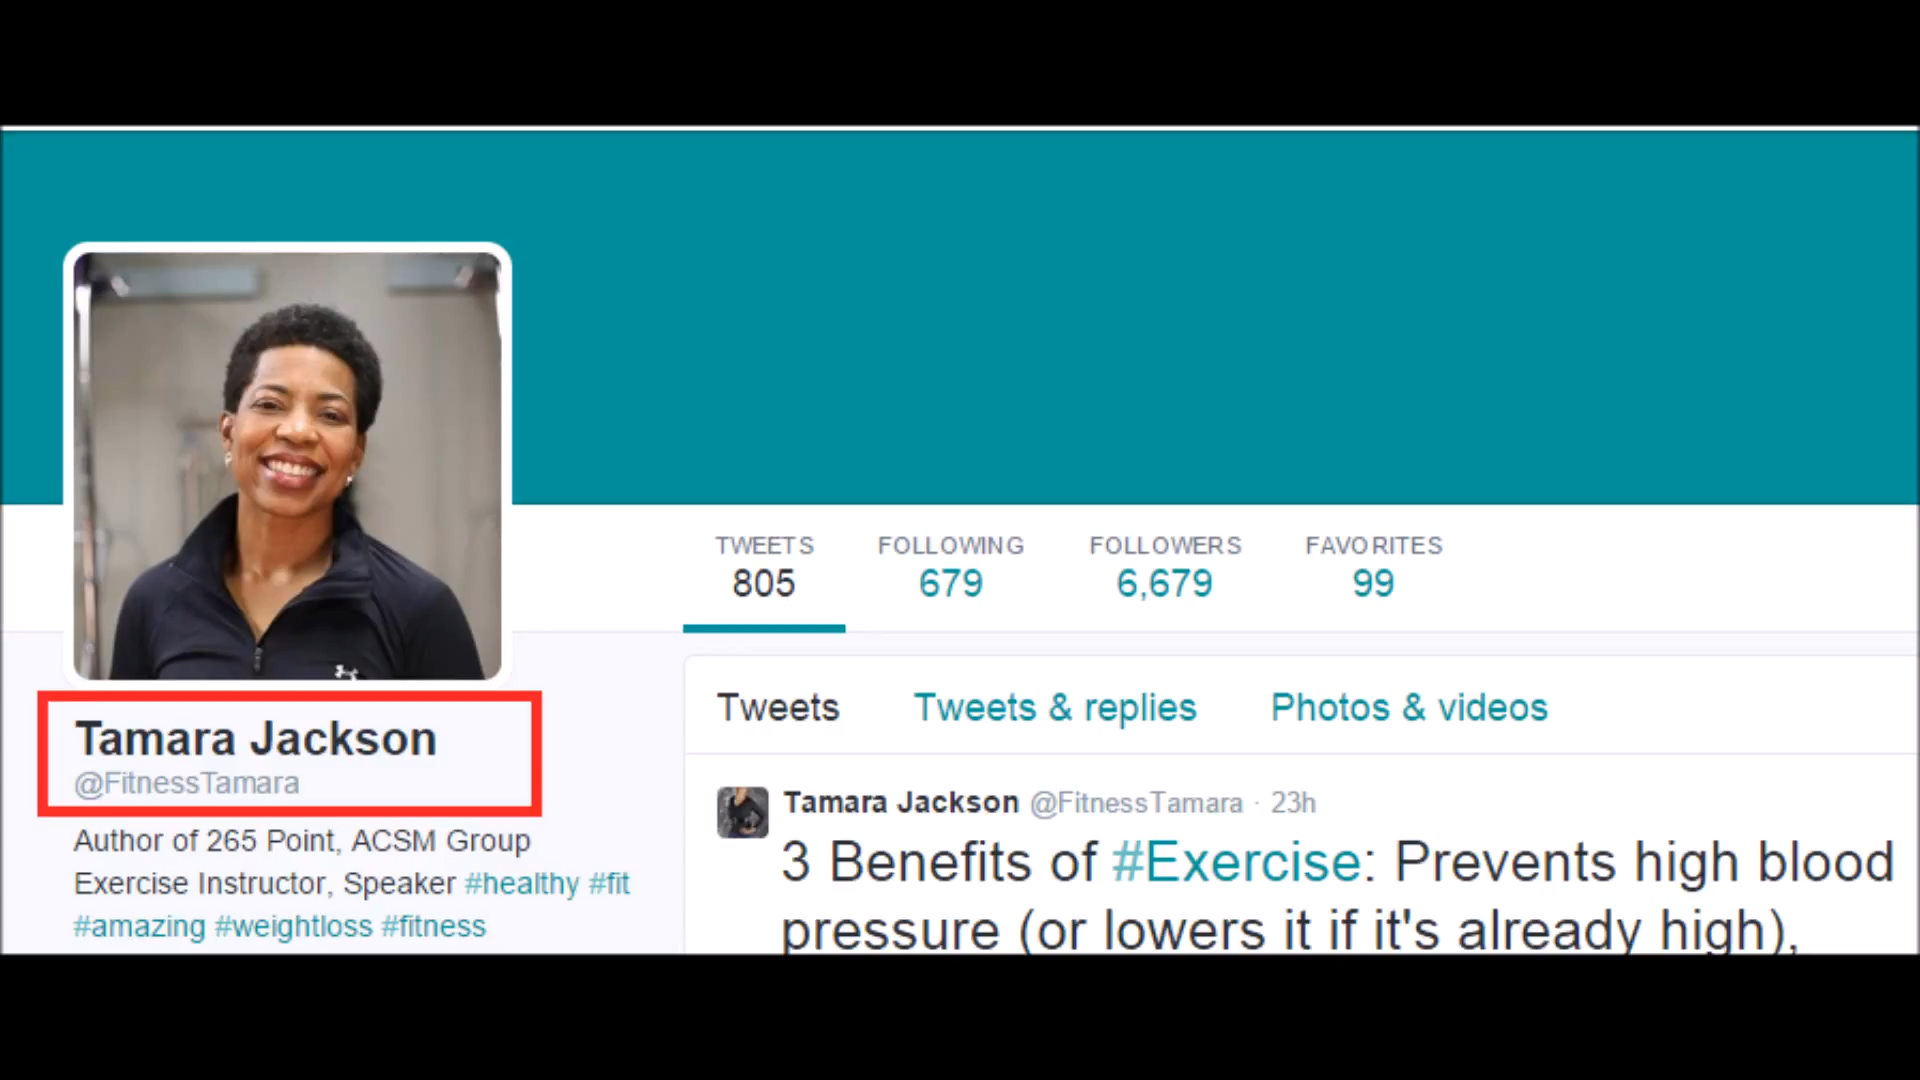 TWEETS FOLLOWING FOLLOWERS FAVORITES
805 679 6,679 99
Tamara Jackson
@FitnessTamara
Author of 265 Point, ACSM Group
Exercise Instructor, Speaker #healthy #fit
#amazing #weightloss #fitness
Tweets Tweets & replies Photos & videos
Tamara Jackson @FitnessTamara · 23h
3 Benefits of #Exercise: Prevents high blood
pressure (or lowers it if it's already high),